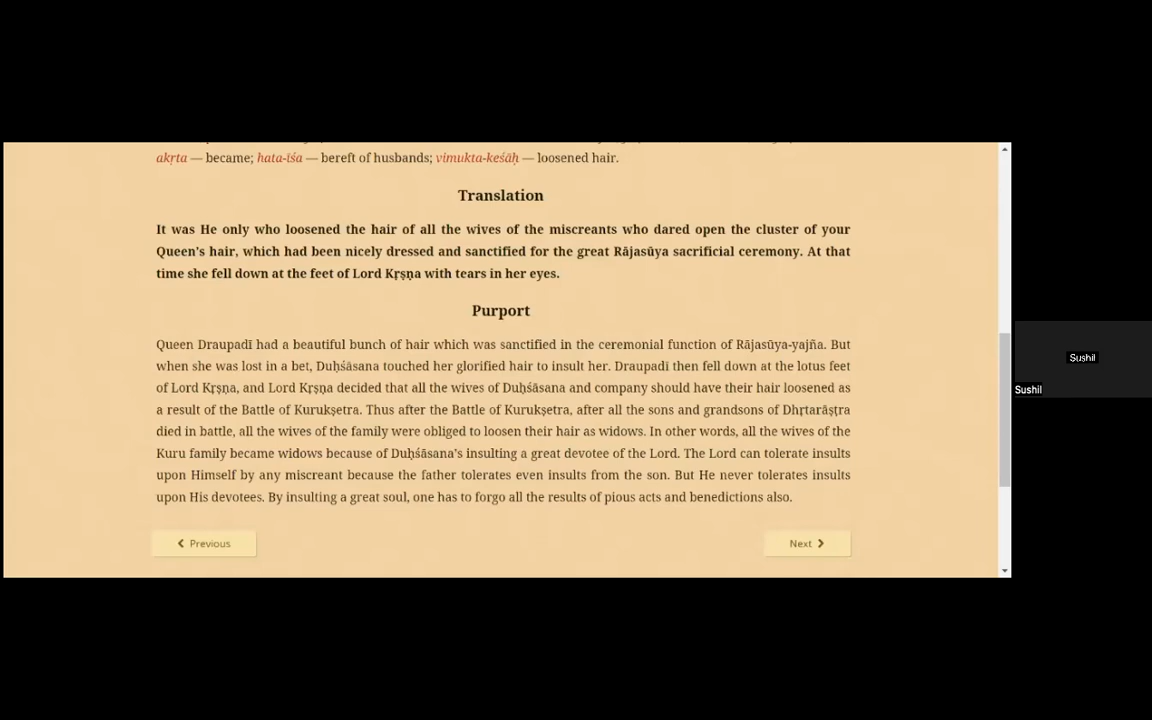 akṛta — became; hata-īśa — bereft of husbands; vimukta-keśāḥ — loosened hair.
Translation
It was He only who loosened the hair of all the wives of the miscreants who dared open the cluster of your
Queen's hair, which had been nicely dressed and sanctified for the great Rājasūya sacrificial ceremony. At that
time she fell down at the feet of Lord Kṛṣṇa with tears in her eyes.
Purport
Queen Draupadī had a beautiful bunch of hair which was sanctified in the ceremonial function of Rājasūya-yajña. But
when she was lost in a bet, Duḥśāsana touched her glorified hair to insult her. Draupadī then fell down at the lotus feet
of Lord Kṛṣṇa, and Lord Kṛṣṇa decided that all the wives of Duḥśāsana and company should have their hair loosened as
a result of the Battle of Kurukṣetra. Thus after the Battle of Kurukṣetra, after all the sons and grandsons of Dhṛtarāṣṭra
died in battle, all the wives of the family were obliged to loosen their hair as widows. In other words, all the wives of the
Kuru family became widows because of Duḥśāsana's insulting a great devotee of the Lord. The Lord can tolerate insults
upon Himself by any miscreant because the father tolerates even insults from the son. But He never tolerates insults
upon His devotees. By insulting a great soul, one has to forgo all the results of pious acts and benedictions also.
Previous
Next
Sushil
Sushil